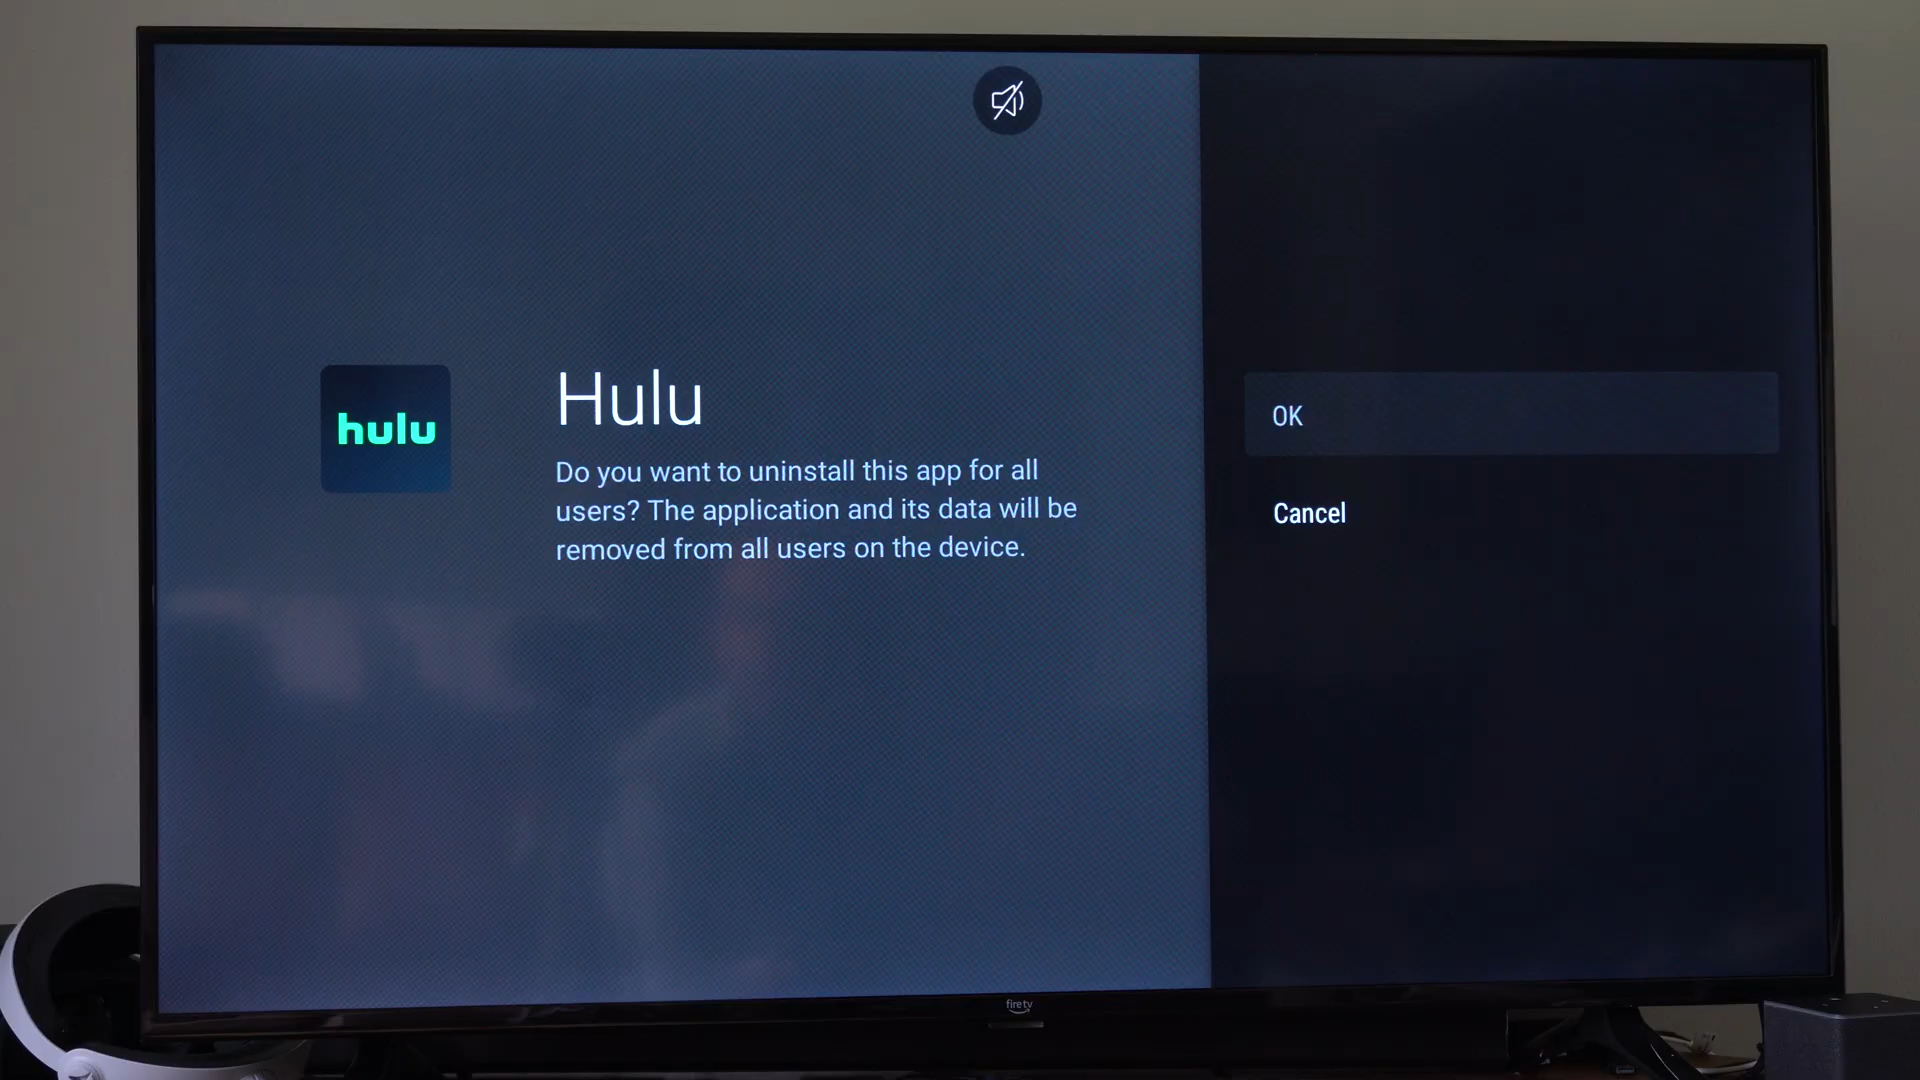 Hulu
hulu
Do you want to uninstall this app for all
users? The application and its data will be
removed from all users on the device.
OK
Cancel
fire tv